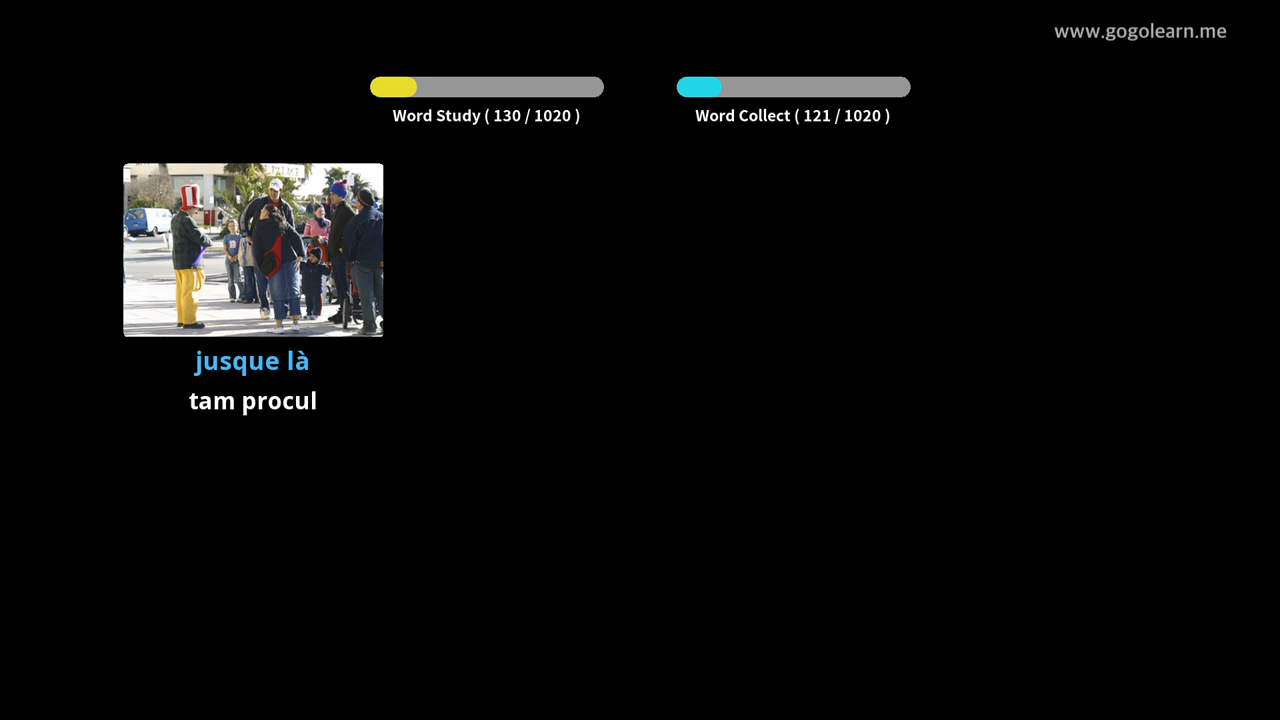 www.gogolearn.me
Word Study ( 130 / 1020 )
Word Collect ( 121 / 1020 )
jusque là
tam procul